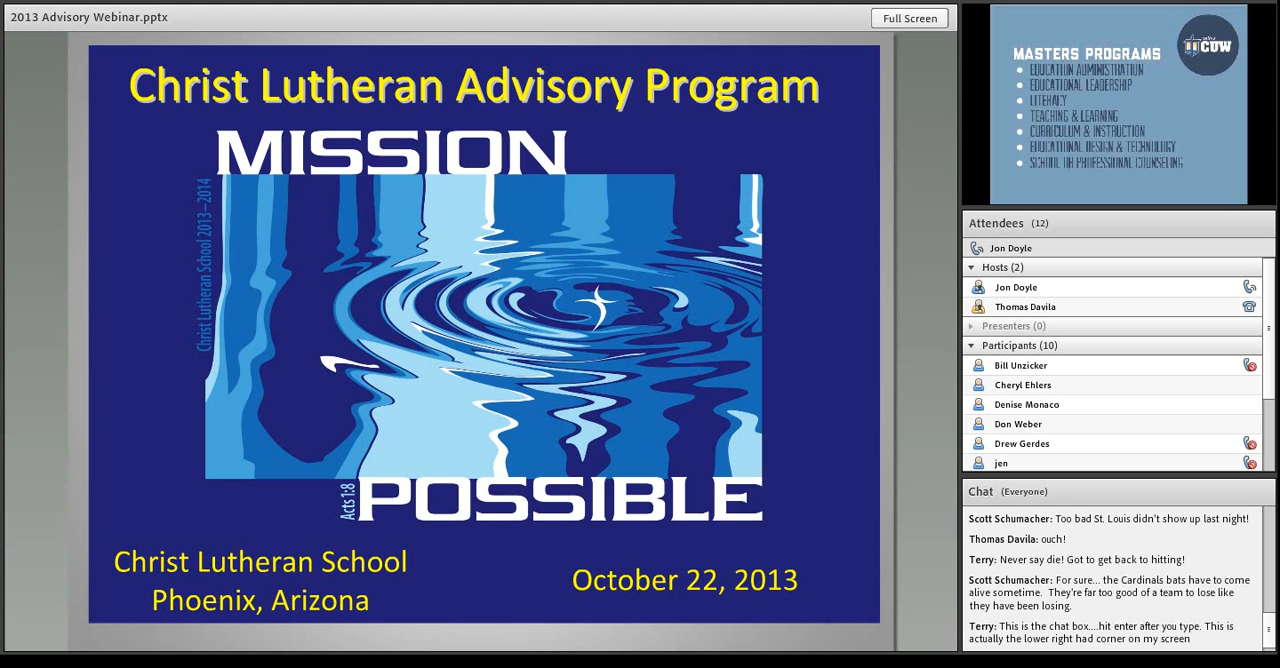 2013 Advisory Webinar.pptx
Full Screen
Christ Lutheran Advisory Program
MISSION
Christ Lutheran School 2013–2014
Acts 1:8
POSSIBLE
Christ Lutheran School
Phoenix, Arizona
October 22, 2013
CUW
MASTERS PROGRAMS
EDUCATION ADMINISTRATION
EDUCATIONAL LEADERSHIP
LITERACY
TEACHING & LEARNING
CURRICULUM & INSTRUCTION
EDUCATIONAL DESIGN & TECHNOLOGY
SCHOOL OR PROFESSIONAL COUNSELING
Attendees (12)
Jon Doyle
Hosts (2)
Jon Doyle
Thomas Davila
Presenters (0)
Participants (10)
Bill Unzicker
Cheryl Ehlers
Denise Monaco
Don Weber
Drew Gerdes
jen
Chat (Everyone)
Scott Schumacher: Too bad St. Louis didn't show up last night!
Thomas Davila: ouch!
Terry: Never say die! Got to get back to hitting!
Scott Schumacher: For sure... the Cardinals bats have to come
alive sometime. They're far too good of a team to lose like
they have been losing.
Terry: This is the chat box....hit enter after you type. This is
actually the lower right had corner on my screen